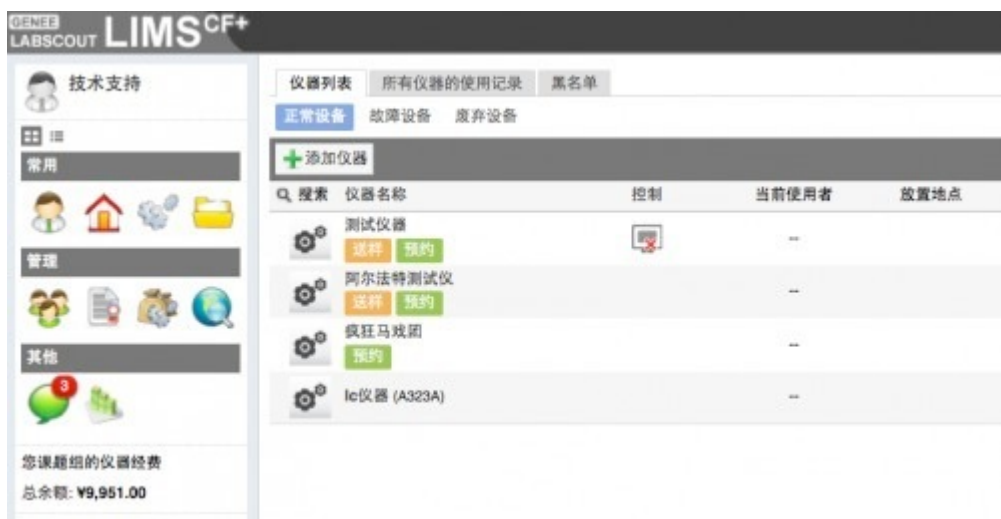 GENEE
LABSCOUT LIMS CF+
技术支持
仪器列表 所有仪器的使用记录 黑名单
正常设备 故障设备 废弃设备
常用
添加仪器
搜索 仪器名称 控制 当前使用者 放置地点
测试仪器
送样 预约
--
管理
阿尔法特测试仪
送样 预约
--
疯狂马戏团
预约
--
其他
3
Ic仪器 (A323A)
--
您课题组的仪器经费
总余额: ¥9,951.00